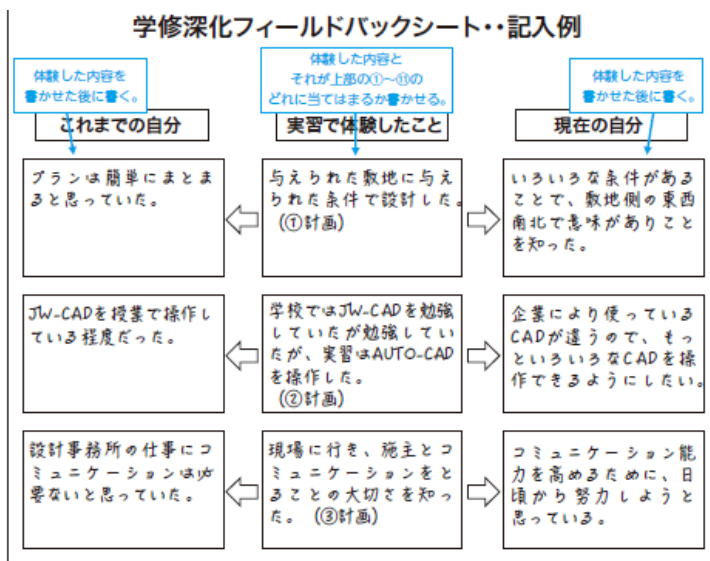 学修深化フィールドバックシート・・記入例
体験した内容を
書かせた後に書く。
体験した内容と
それが上部の①～⑪の
どれに当てはまるか書かせる。
体験した内容を
書かせた後に書く。
これまでの自分
実習で体験したこと
現在の自分
プランは簡単にまとま
ると思っていた。
与えられた敷地に与え
られた条件で設計した。
(①計画)
いろいろな条件がある
ことで、敷地側の東西
南北で意味がありこと
を知った。
JW-CADを授業で操作し
ている程度だった。
学校ではJW-CADを勉強
していたが勉強してい
たが、実習はAUTO-CAD
を操作した。
(②計画)
企業により使っている
CADが違うので、もっ
といろいろなCADを操
作できるようにしたい。
設計事務所の仕事にコ
ミュニケーションは必
要ないと思っていた。
現場に行き、施主とコ
ミュニケーションをと
ることの大切さを知っ
た。 (③計画)
コミュニケーション能
力を高めるために、日
頃から努力しようと
思っている。